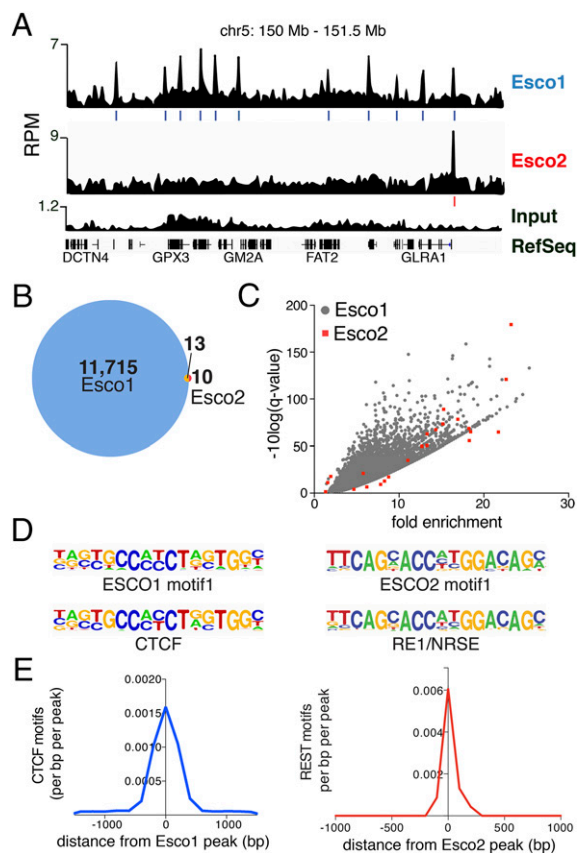 A
chr5: 150 Mb - 151.5 Mb
7
Esco1
RPM
9
Esco2
1.2
Input
RefSeq
DCTN4 GPX3 GM2A FAT2 GLRA1
B
11,715
Esco1
13
10
Esco2
C
200
150
100
50
0
-10log(q-value)
Esco1
Esco2
0 10 20 30
fold enrichment
D
ESCO1 motif1
CTCF
ESCO2 motif1
RE1/NRSE
E
CTCF motifs
(per bp per peak)
0.0020
0.0015
0.0010
0.0005
-1000 0 1000
distance from Esco1 peak (bp)
REST motifs
per bp per peak)
0.006
0.004
0.002
-1000 -500 0 500 1000
distance from Esco2 peak (bp)